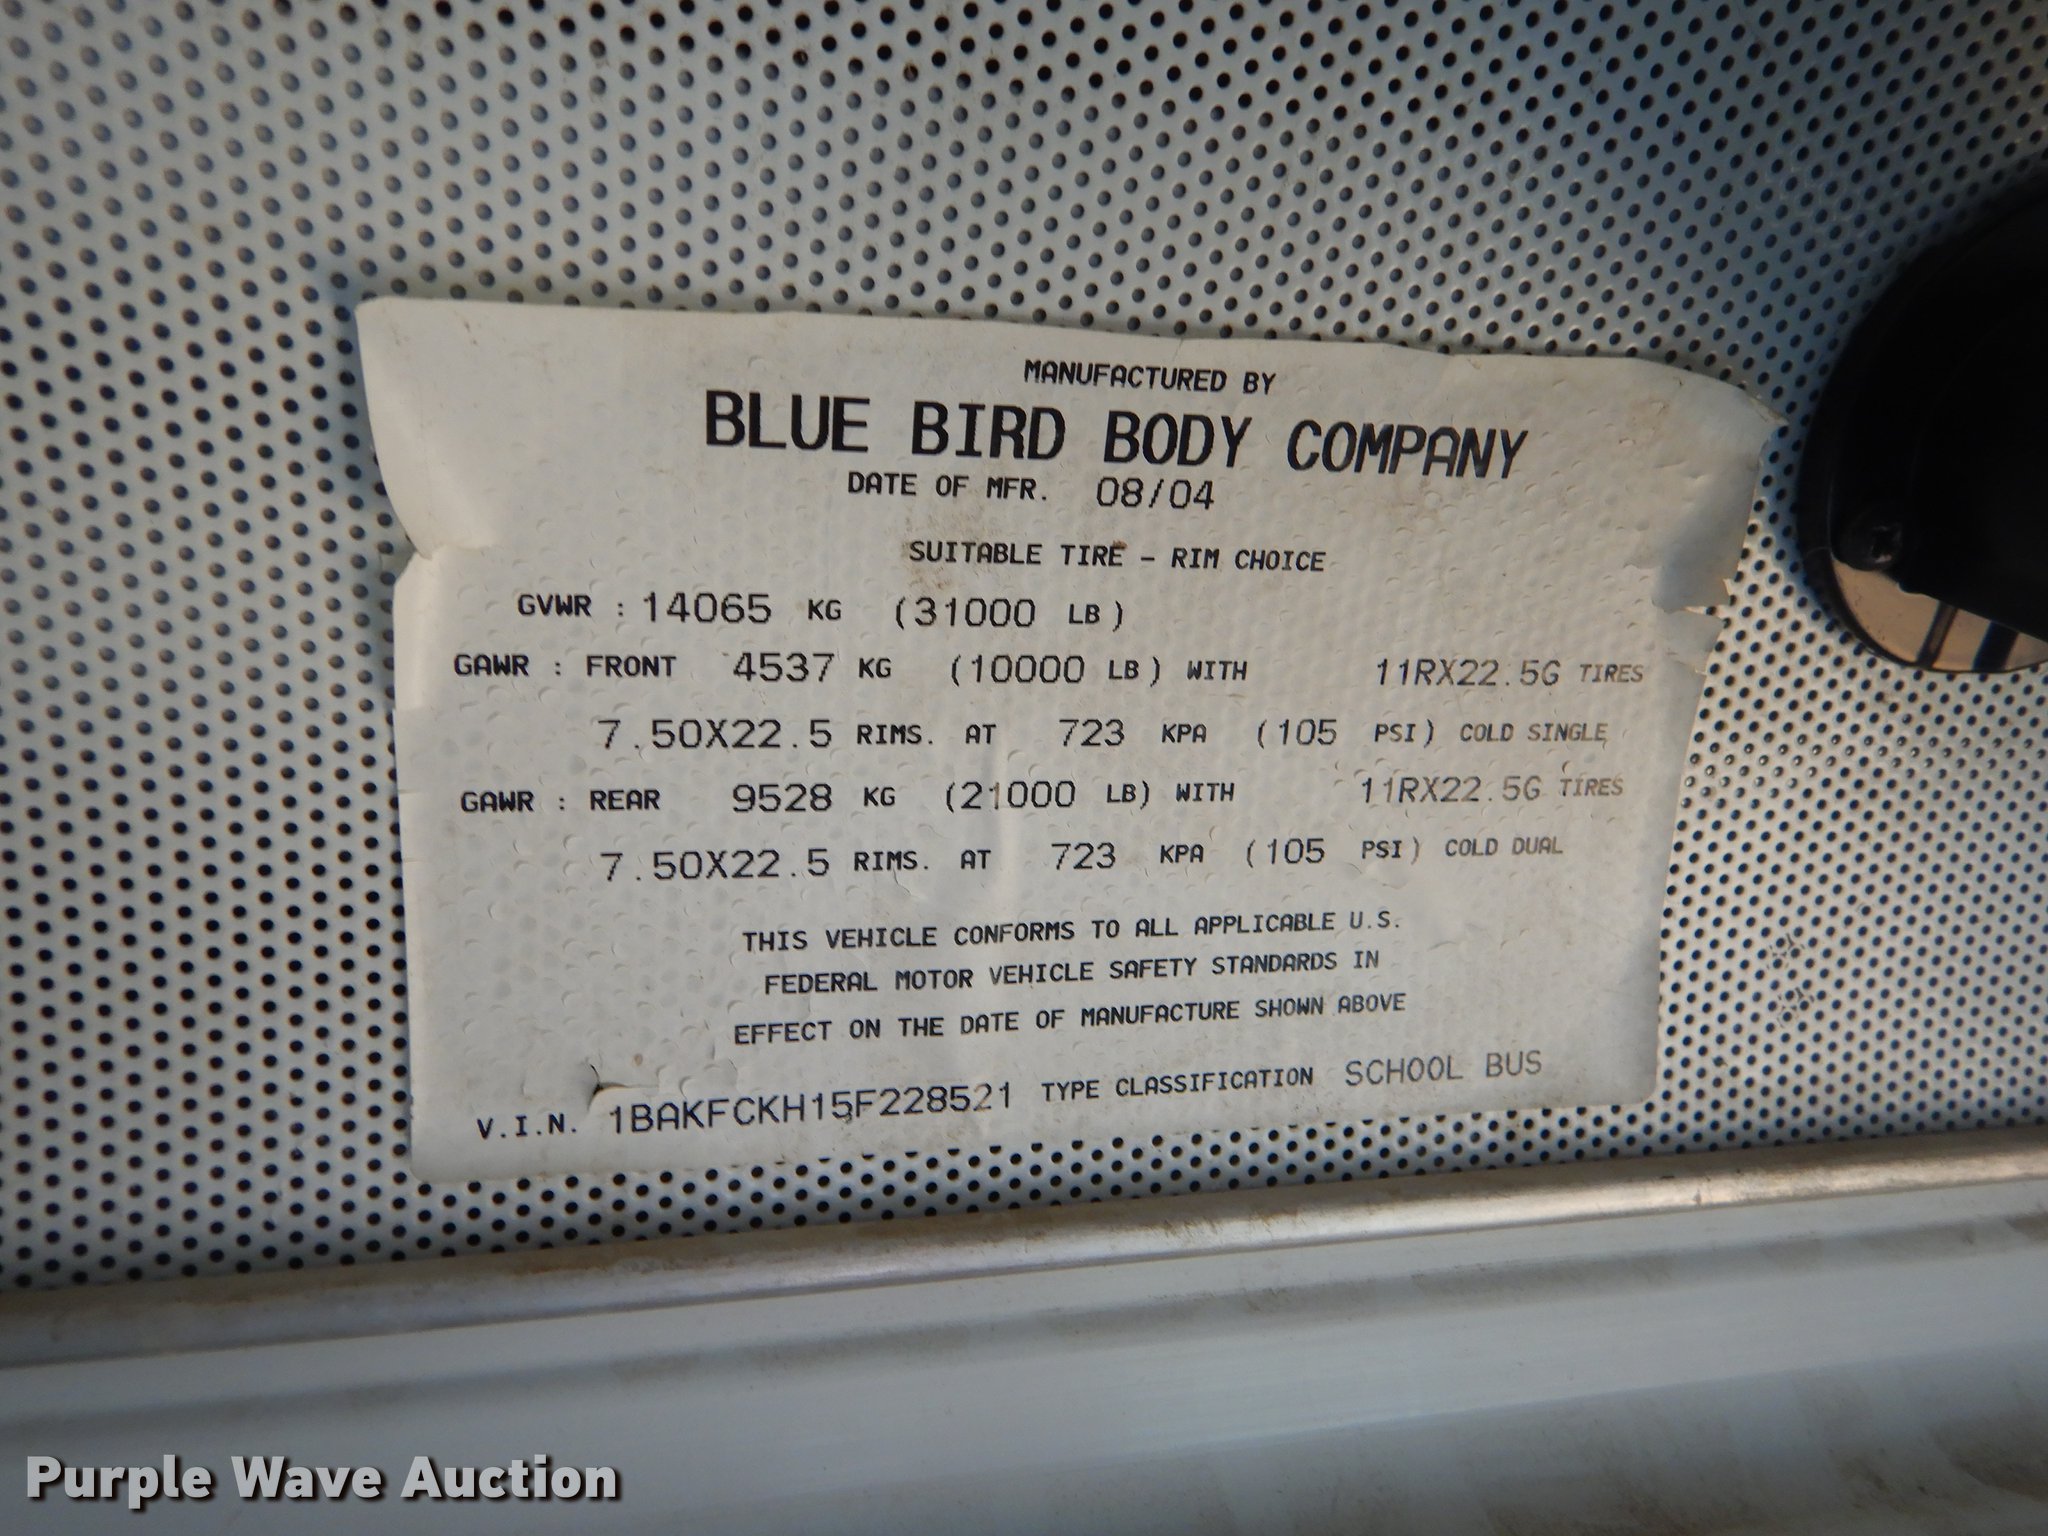 MANUFACTURED BY
BLUE BIRD BODY COMPANY
DATE OF MFR. 08/04
SUITABLE TIRE - RIM CHOICE
GVWR : 14065 KG (31000 LB)
GAWR : FRONT 4537 KG (10000 LB) WITH 11RX22.5G TIRES
7.50X22.5 RIMS. AT 723 KPA (105 PSI) COLD SINGLE
GAWR : REAR 9528 KG (21000 LB) WITH 11RX22.5G TIRES
7.50X22.5 RIMS. AT 723 KPA (105 PSI) COLD DUAL
THIS VEHICLE CONFORMS TO ALL APPLICABLE U.S.
FEDERAL MOTOR VEHICLE SAFETY STANDARDS IN
EFFECT ON THE DATE OF MANUFACTURE SHOWN ABOVE
V.I.N. 1BAKFCKH15F228521 TYPE CLASSIFICATION SCHOOL BUS
Purple Wave Auction